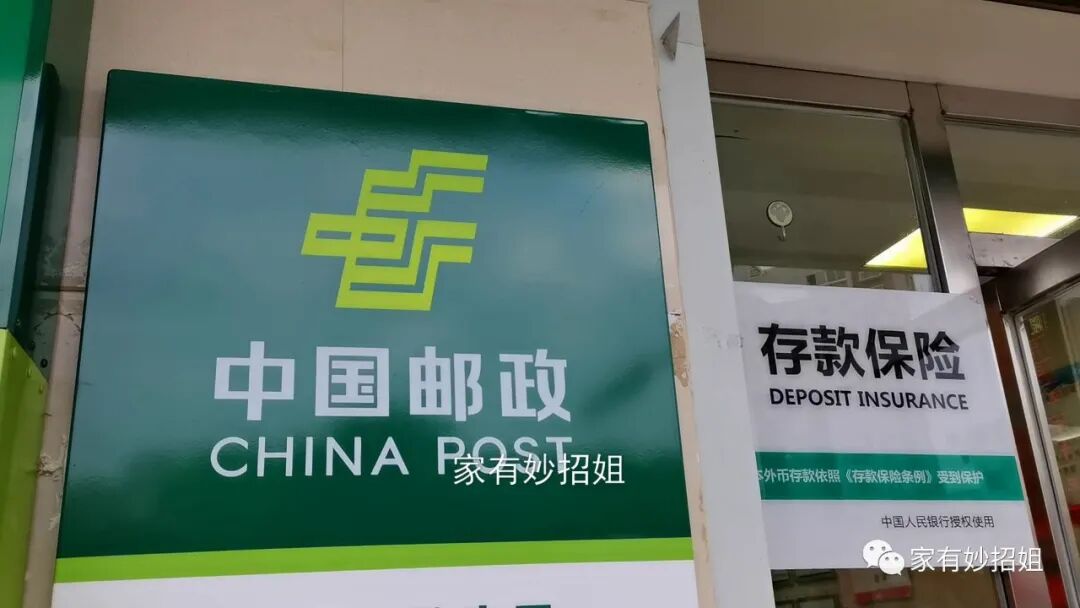 中国邮政
CHINA POST
家有妙招姐
存款保险
DEPOSIT INSURANCE
本外币存款依照《存款保险条例》受到保护
中国人民银行授权使用
家有妙招姐